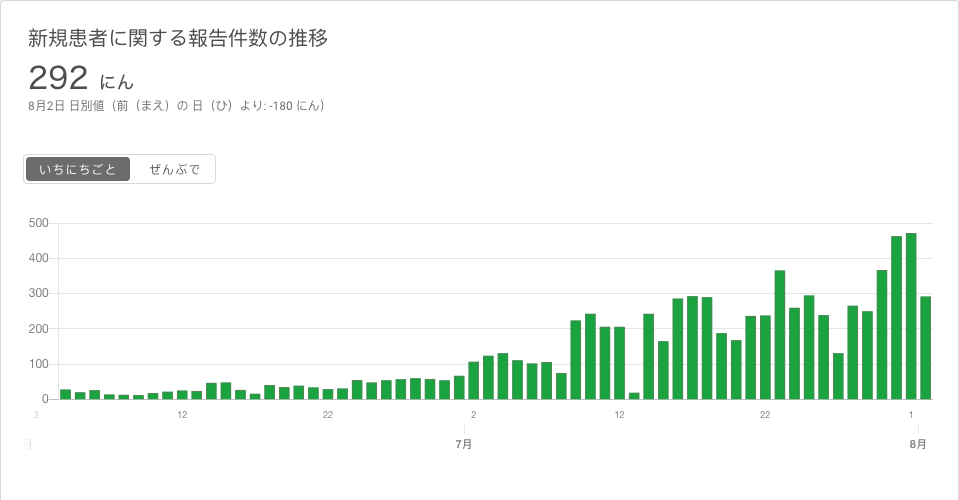 新規患者に関する報告件数の推移
292 にん
8月2日 日別値（前（まえ）の 日（ひ）より: -180 にん）
いちにちごと ぜんぶで
500
400
300
200
100
0
2 12 22 2 12 22 1
月 7月 8月